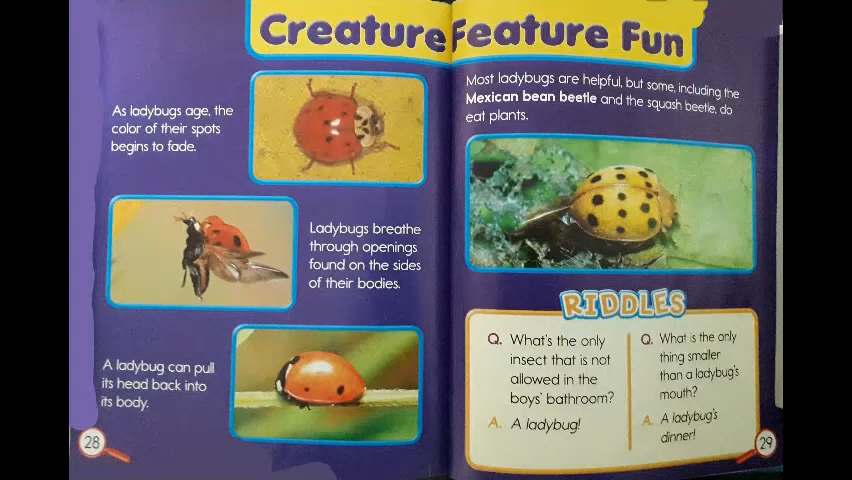 Creature Feature Fun
As ladybugs age, the
color of their spots
begins to fade.
Ladybugs breathe
through openings
found on the sides
of their bodies.
A ladybug can pull
its head back into
its body.
28
Most ladybugs are helpful, but some, including the
Mexican bean beetle and the squash beetle, do
eat plants.
RIDDLES
Q. What's the only
insect that is not
allowed in the
boys' bathroom?
A. A ladybug!
Q. What is the only
thing smaller
than a ladybug's
mouth?
A. A ladybug's
dinner!
29